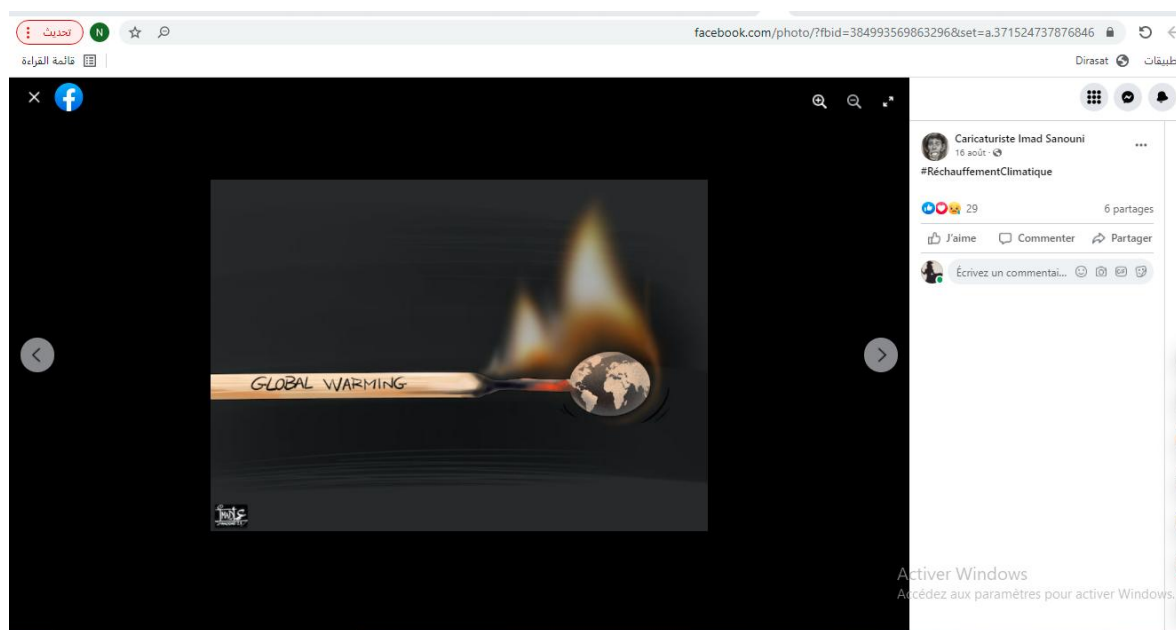 تحديث
N
facebook.com/photo/?fbid=384993569863296&set=a.371524737876846
قائمة القراءة
Dirasat
طبيقات
Caricaturiste Imad Sanouni
16 août
#RéchauffementClimatique
29
6 partages
J'aime
Commenter
Partager
Écrivez un commentai...
GLOBAL WARMING
Activer Windows
Accédez aux paramètres pour activer Windows.